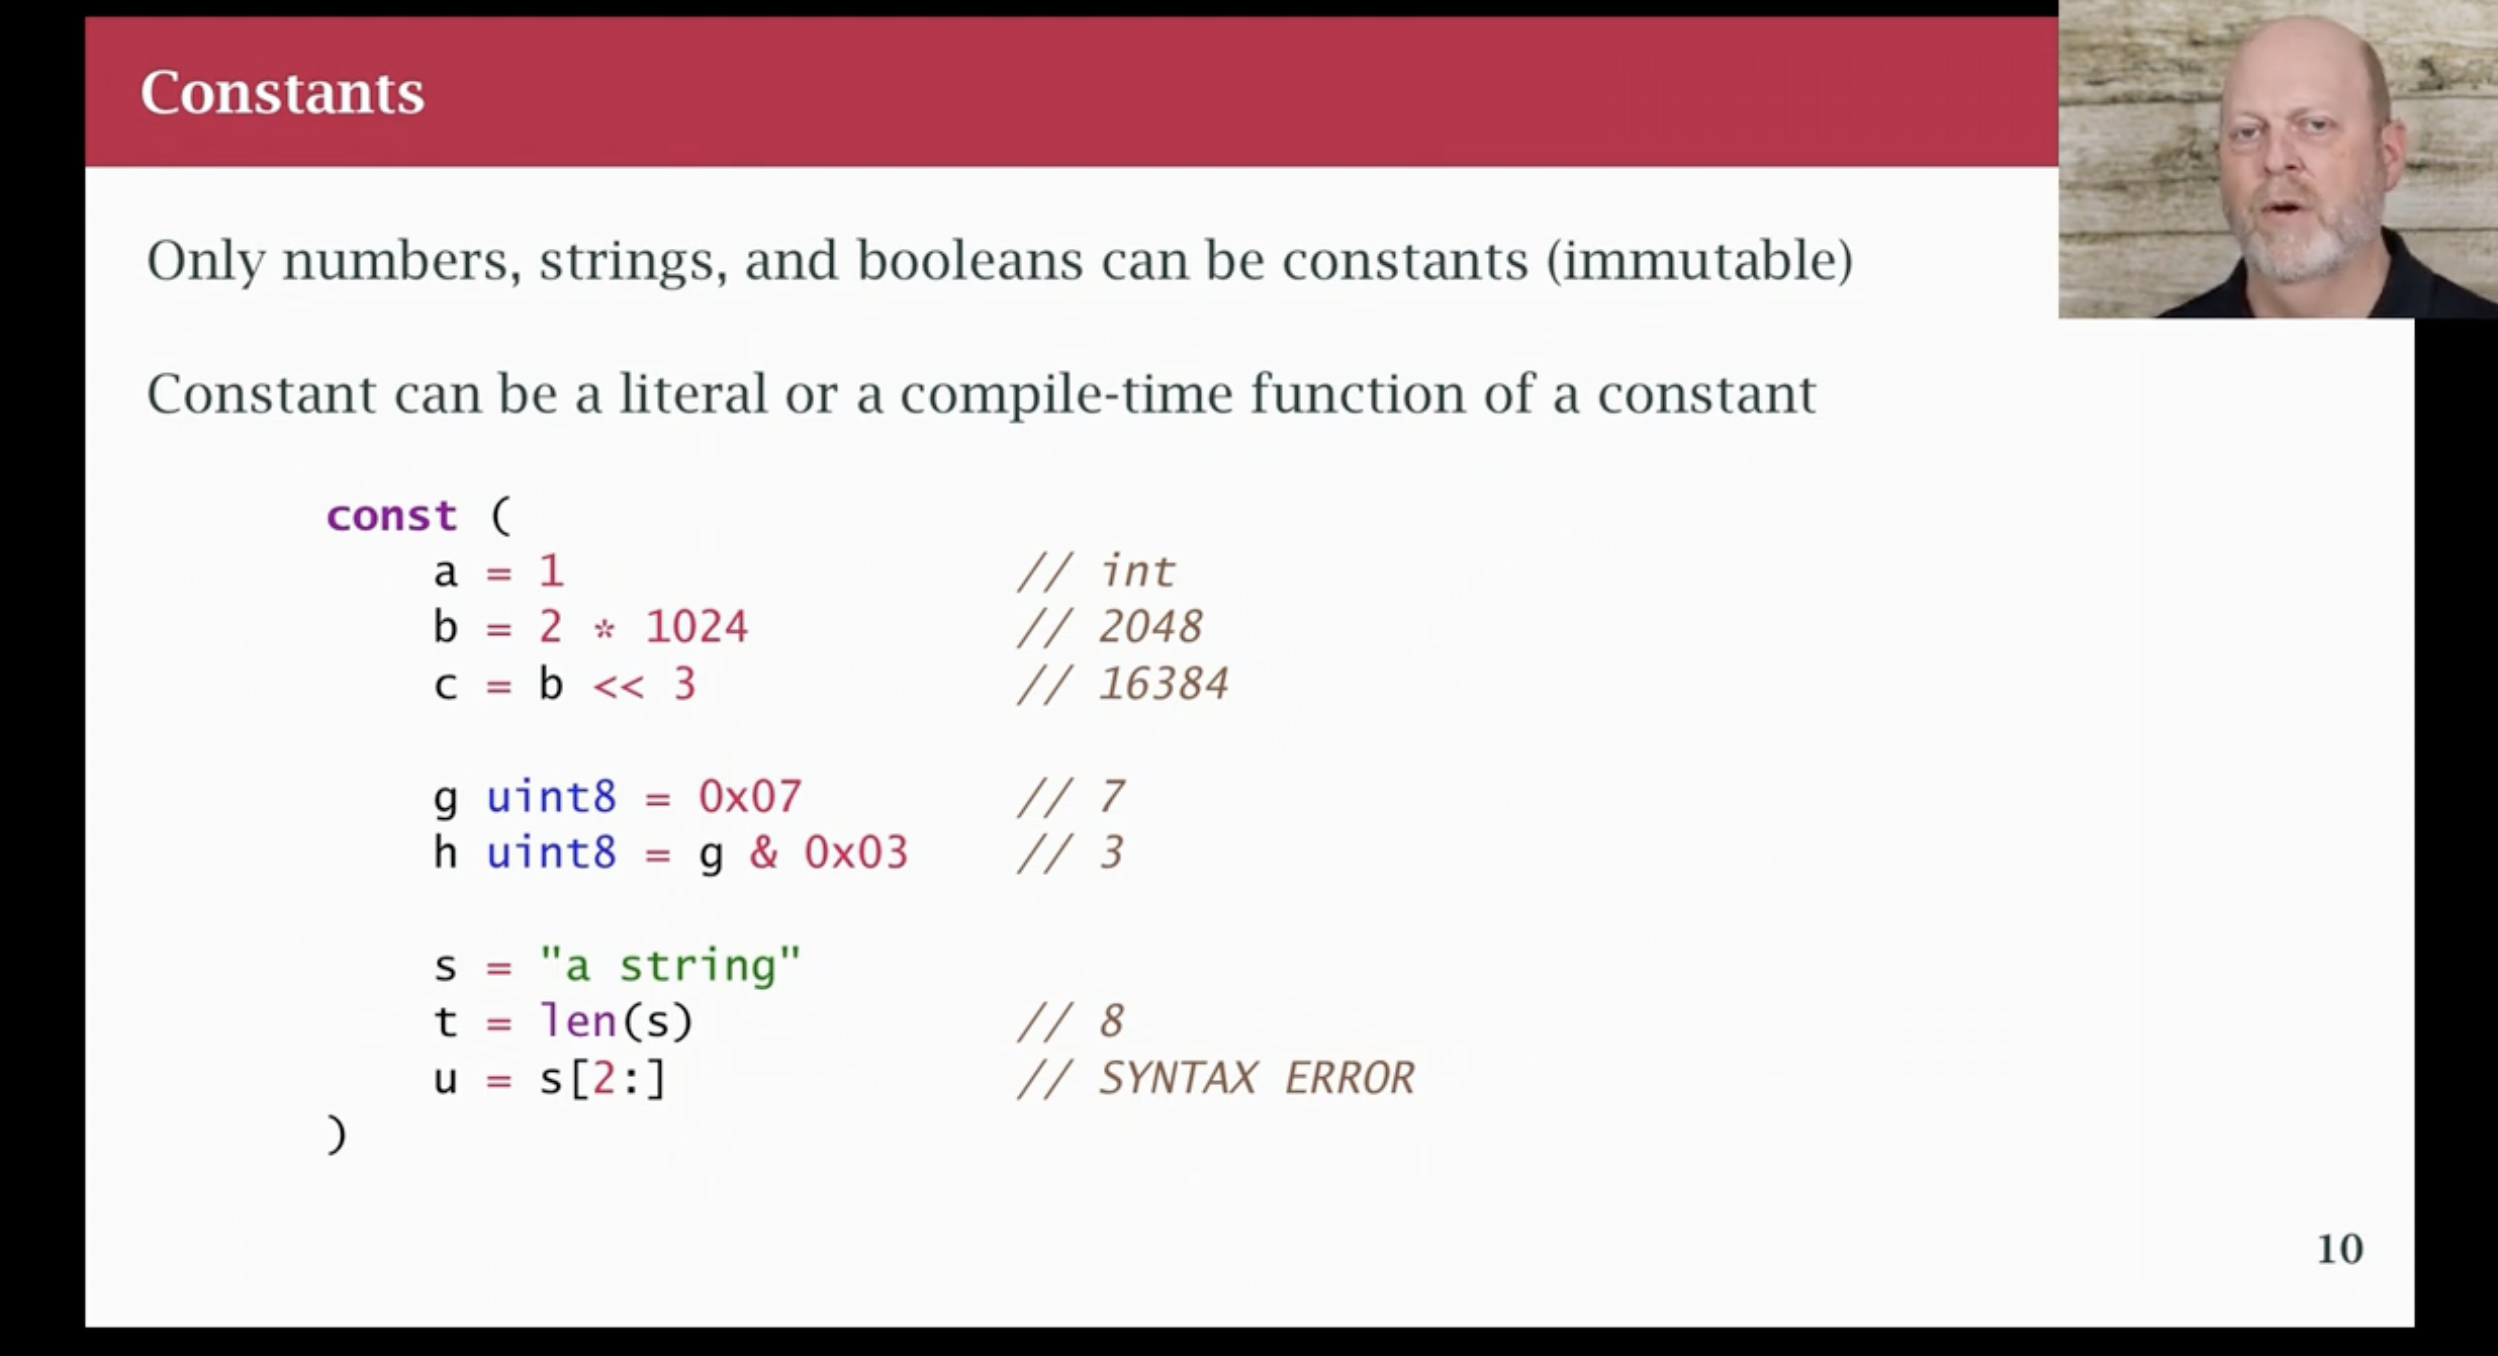 Constants
Only numbers, strings, and booleans can be constants (immutable)
Constant can be a literal or a compile-time function of a constant
const (
a = 1 // int
b = 2 * 1024 // 2048
c = b << 3 // 16384
g uint8 = 0x07 // 7
h uint8 = g & 0x03 // 3
s = "a string"
t = len(s) // 8
u = s[2:] // SYNTAX ERROR
)
10